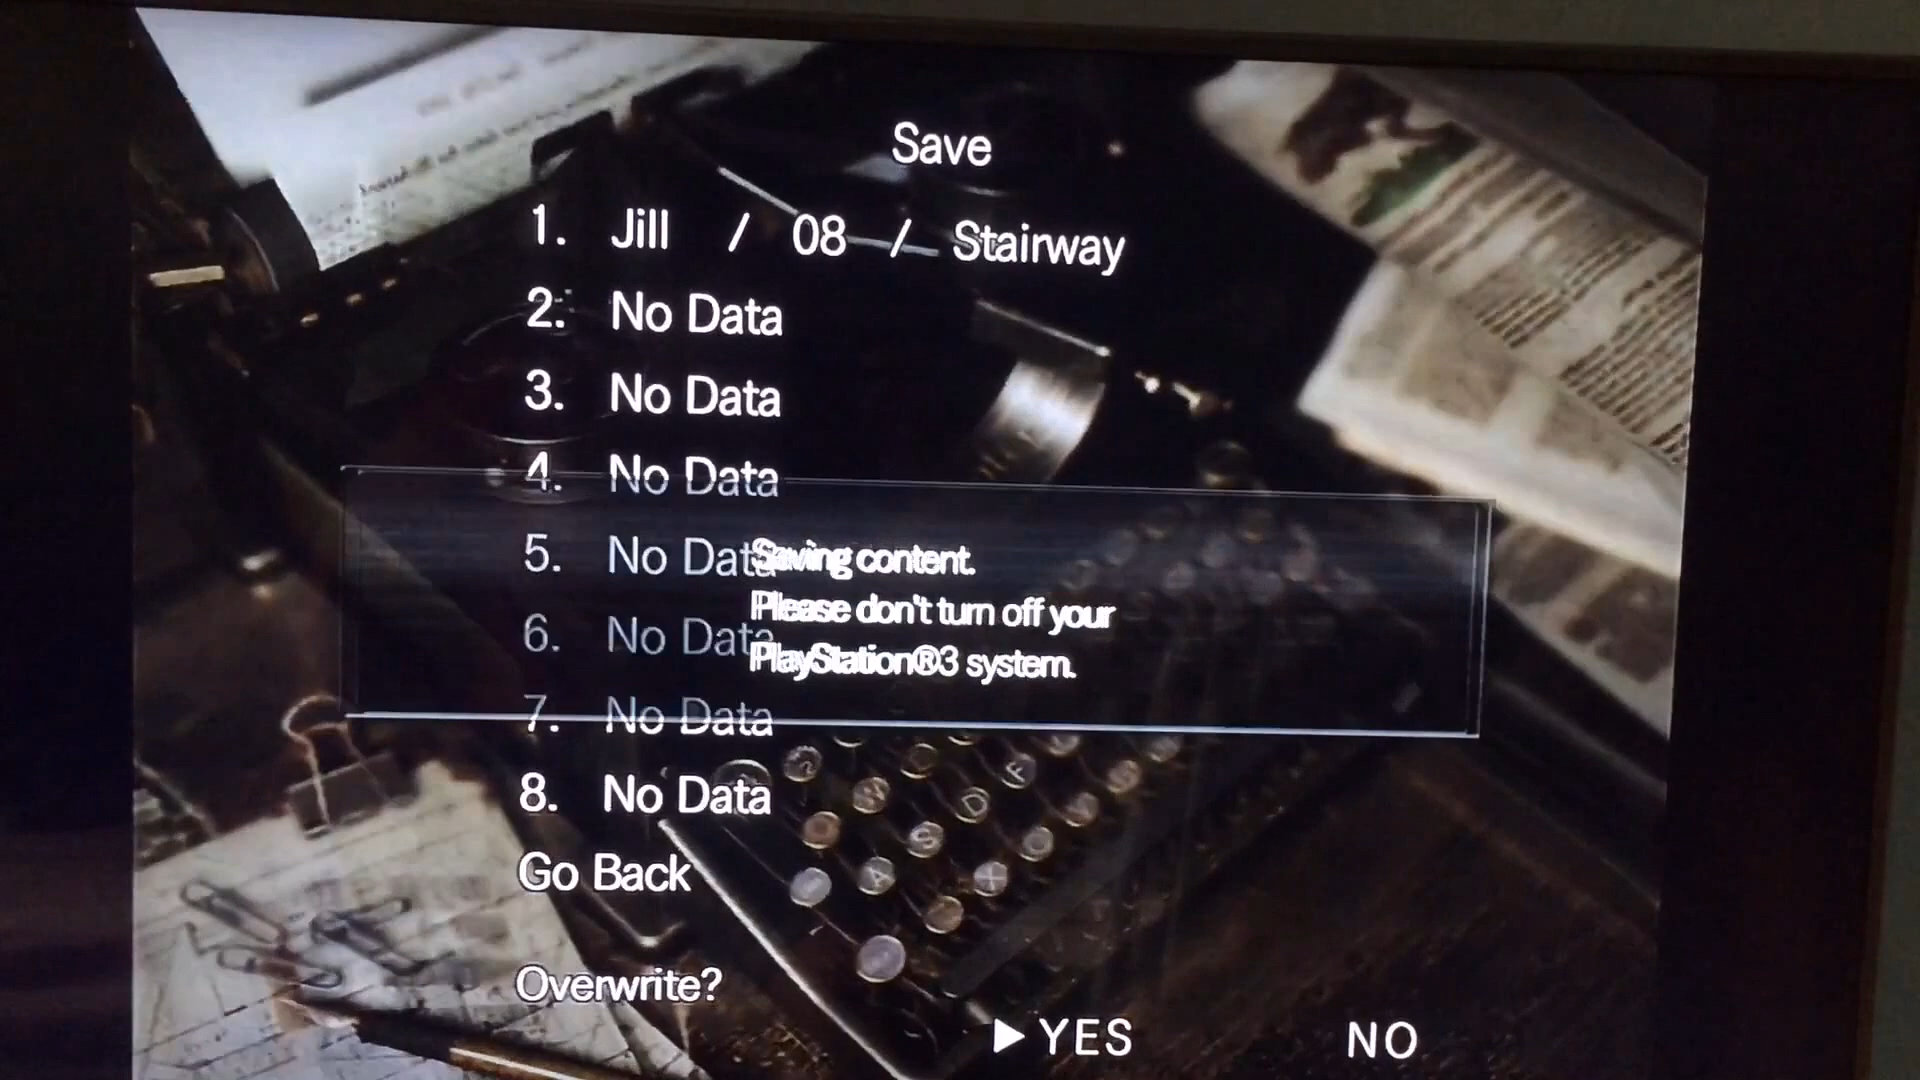 Save
1. Jill / 08 / Stairway
2. No Data
3. No Data
4. No Data
5. No Data
Saving content.
6. No Data
Please don't turn off your
PlayStation®3 system.
7. No Data
8. No Data
Go Back
Overwrite?
▶YES NO